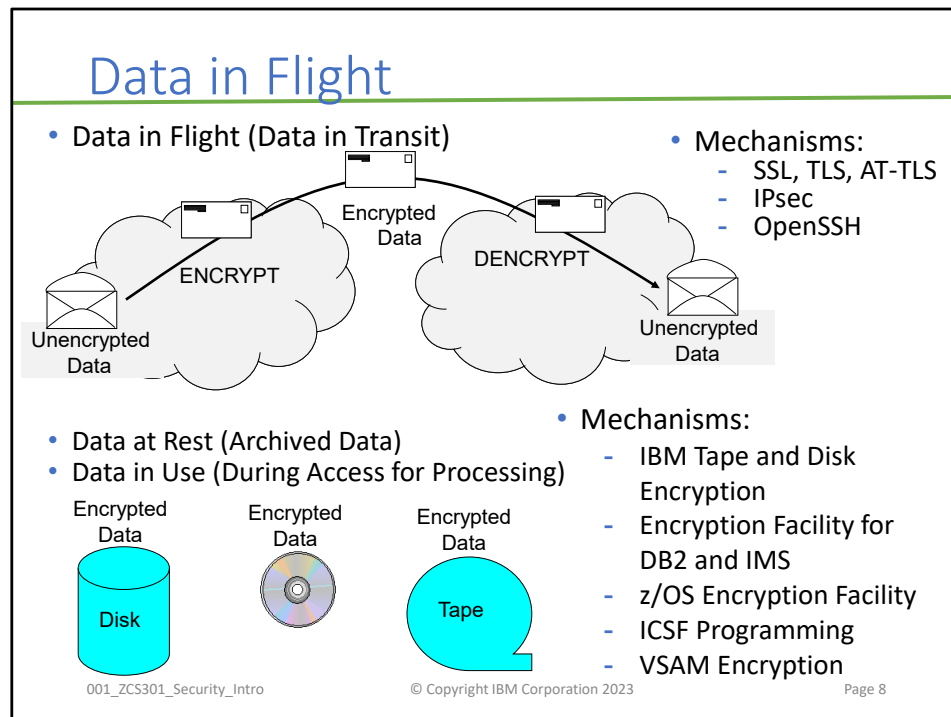 Data in Flight
• Data in Flight (Data in Transit)
Encrypted
Data
ENCRYPT
DENCRYPT
Unencrypted
Data
Unencrypted
Data
• Mechanisms:
- SSL, TLS, AT-TLS
- IPsec
- OpenSSH
• Data at Rest (Archived Data)
• Data in Use (During Access for Processing)
Encrypted
Data
Disk
Encrypted
Data
Encrypted
Data
Tape
• Mechanisms:
- IBM Tape and Disk
Encryption
- Encryption Facility for
DB2 and IMS
- z/OS Encryption Facility
- ICSF Programming
- VSAM Encryption
001_ZCS301_Security_Intro
© Copyright IBM Corporation 2023
Page 8